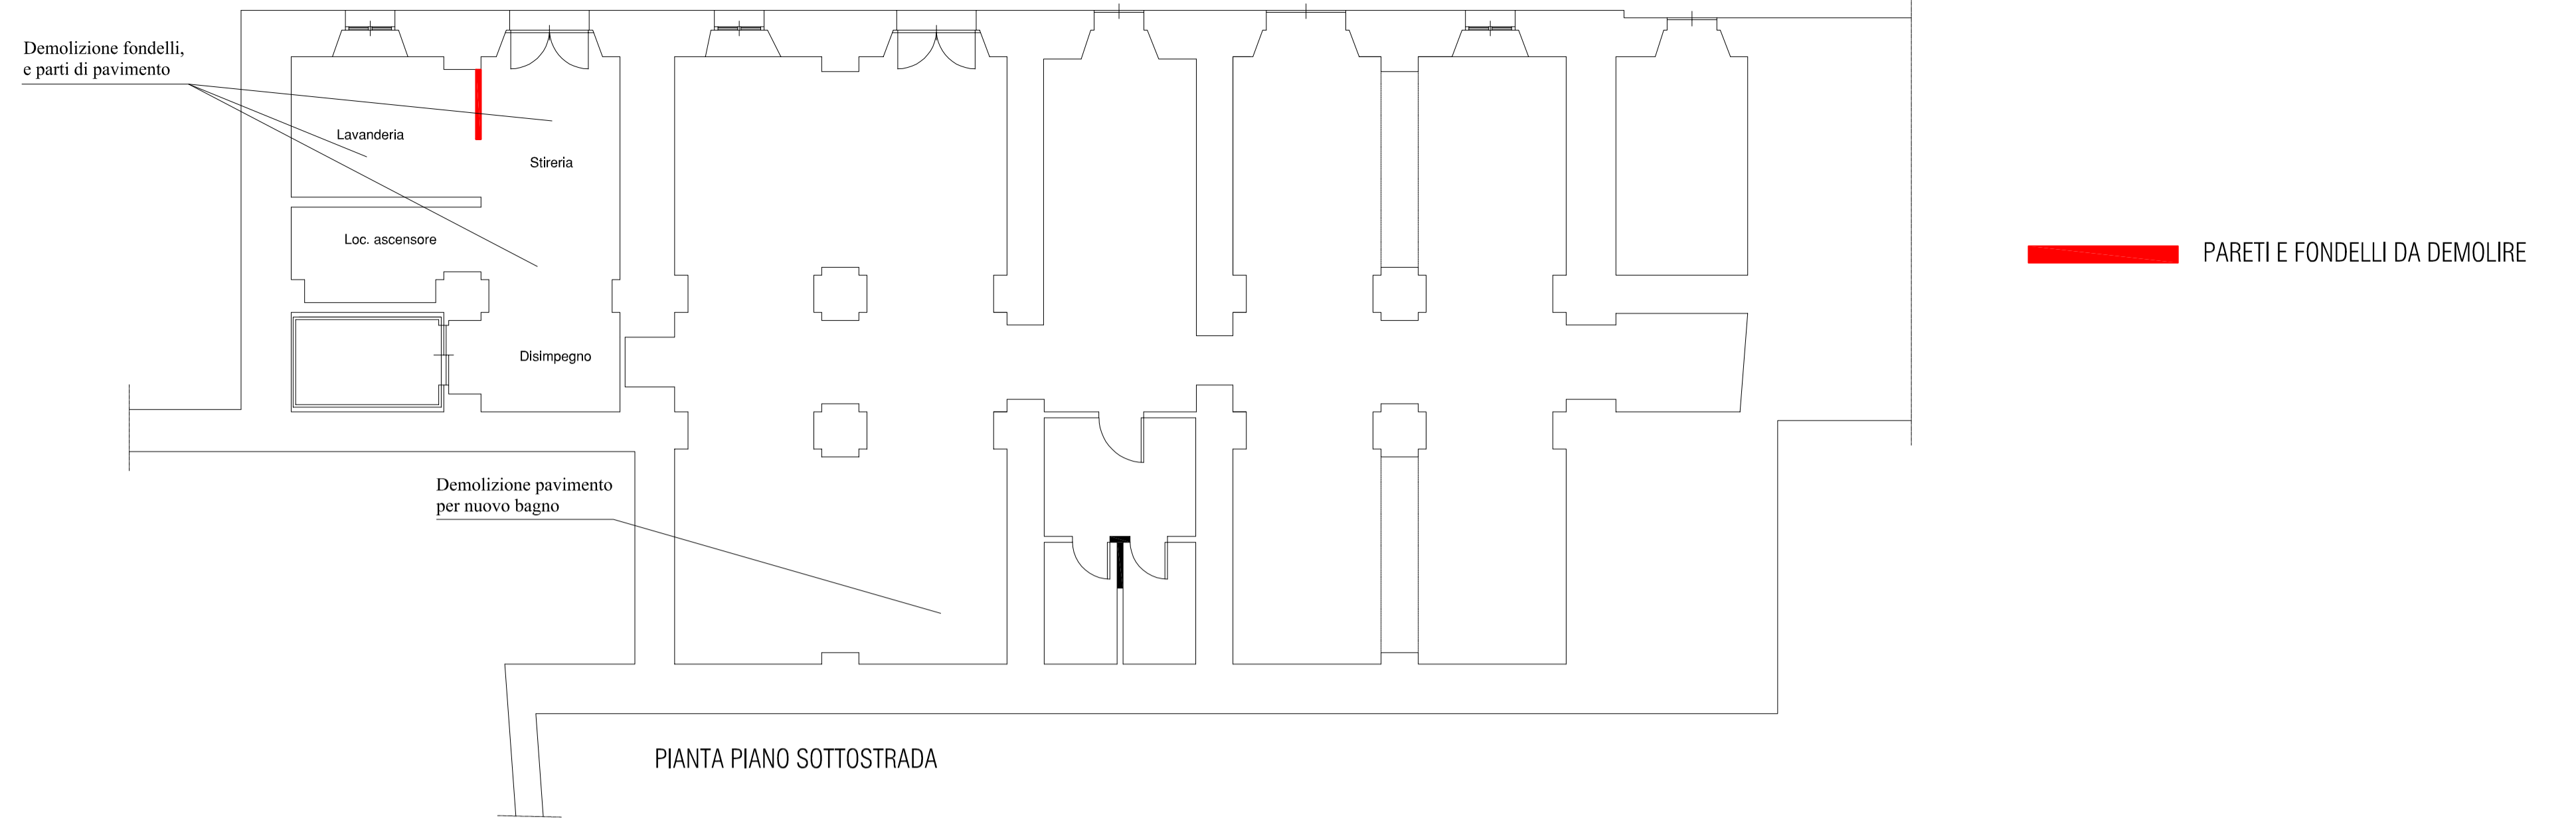 Demolizione fondelli,
e parti di pavimento
Lavanderia
Stireria
Loc. ascensore
Disimpegno
PARETI E FONDELLI DA DEMOLIRE
Demolizione pavimento
per nuovo bagno
PIANTA PIANO SOTTOSTRADA